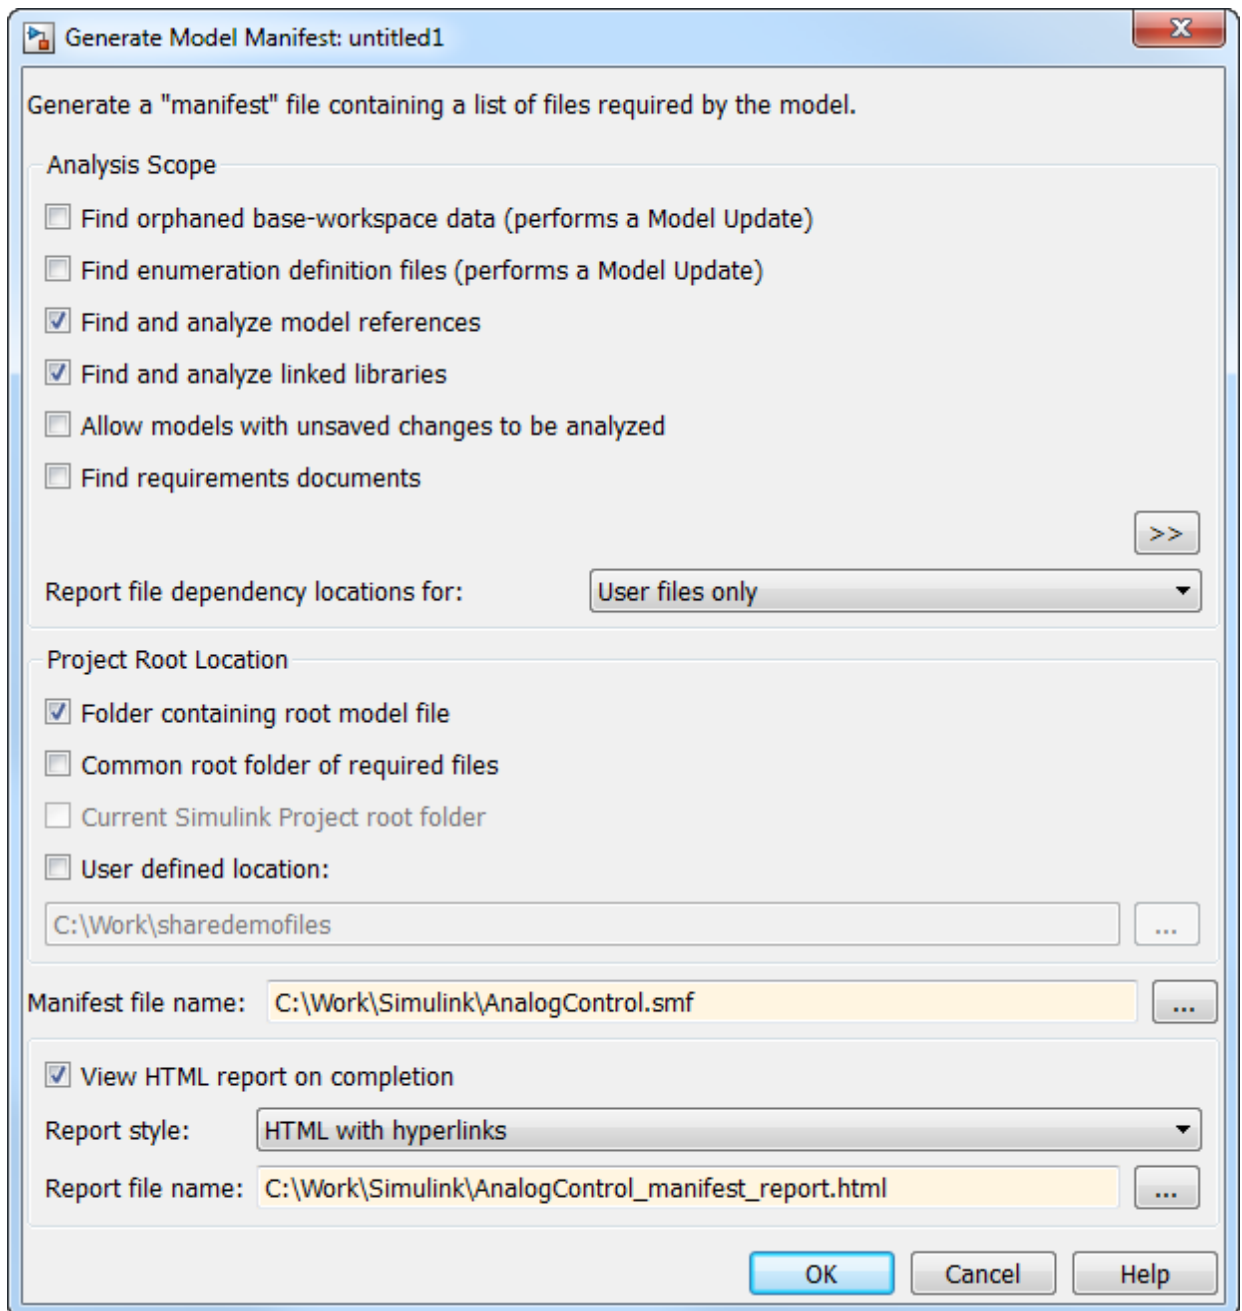 Generate Model Manifest: untitled1
Generate a "manifest" file containing a list of files required by the model.
Analysis Scope
Find orphaned base-workspace data (performs a Model Update)
Find enumeration definition files (performs a Model Update)
Find and analyze model references
Find and analyze linked libraries
Allow models with unsaved changes to be analyzed
Find requirements documents
>>
Report file dependency locations for: User files only
Project Root Location
Folder containing root model file
Common root folder of required files
Current Simulink Project root folder
User defined location:
C:\Work\sharedemofiles ...
Manifest file name: C:\Work\Simulink\AnalogControl.smf ...
View HTML report on completion
Report style: HTML with hyperlinks
Report file name: C:\Work\Simulink\AnalogControl_manifest_report.html ...
OK Cancel Help